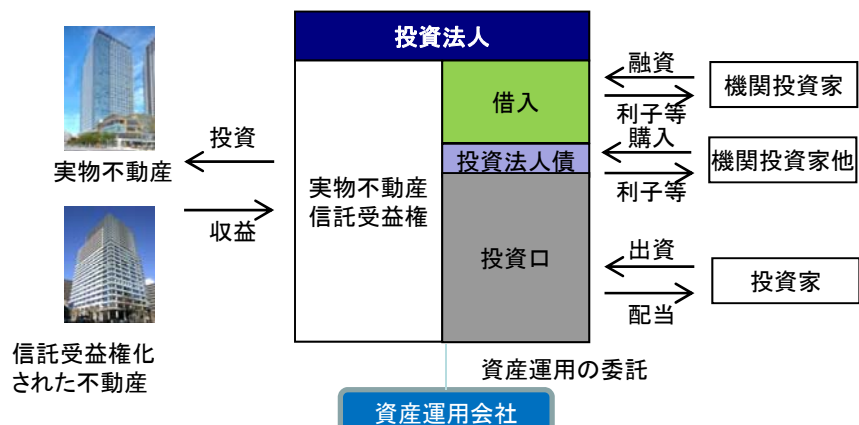 投資法人
実物不動産
信託受益権
借入
投資法人債
投資口
投資
収益
実物不動産
信託受益権化
された不動産
融資
利子等
購入
利子等
出資
配当
機関投資家
機関投資家他
投資家
資産運用の委託
資産運用会社